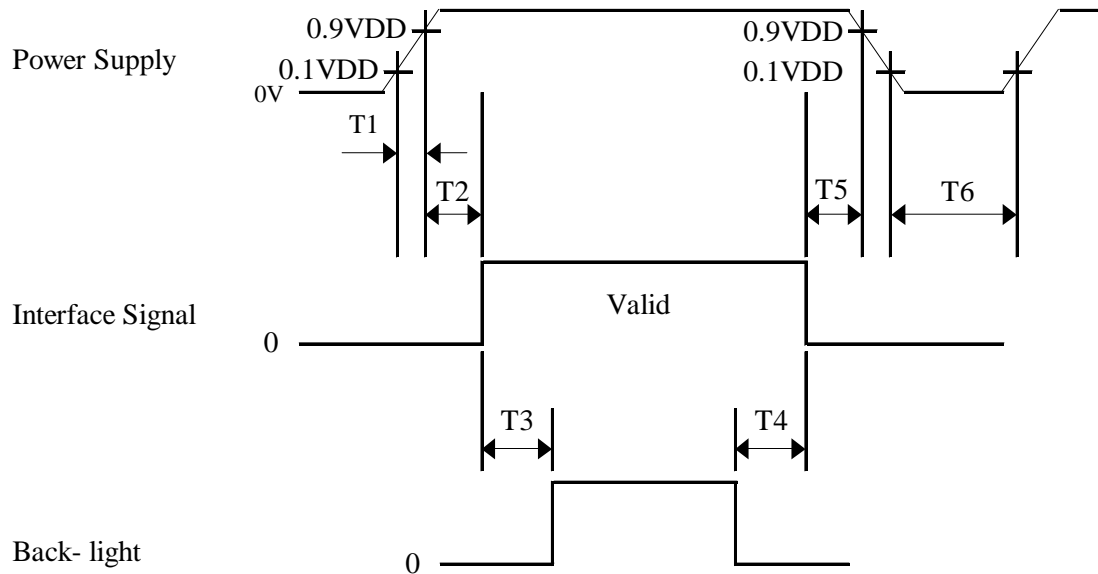 0.9VDD
0.9VDD
Power Supply
0.1VDD
0.1VDD
0V
T1
T2
T5
T6
Valid
Interface Signal
0
T3
T4
Back- light
0